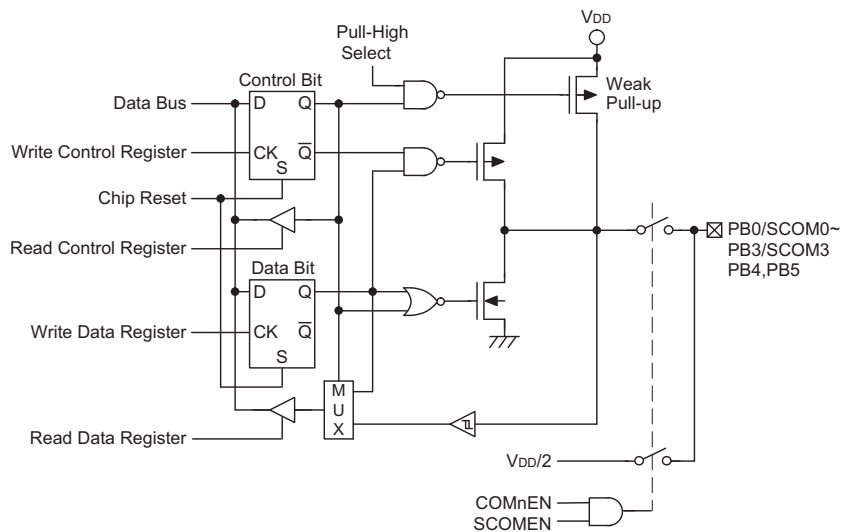 VDD
Pull-High
Select
Weak
Pull-up
Control Bit
Data Bus
D
Q
Write Control Register
CK
Q
S
Chip Reset
Read Control Register
PB0/SCOM0~
PB3/SCOM3
PB4,PB5
Data Bit
D
Q
Write Data Register
CK
Q
S
M
U
X
Read Data Register
VDD/2
COMnEN
SCOMEN